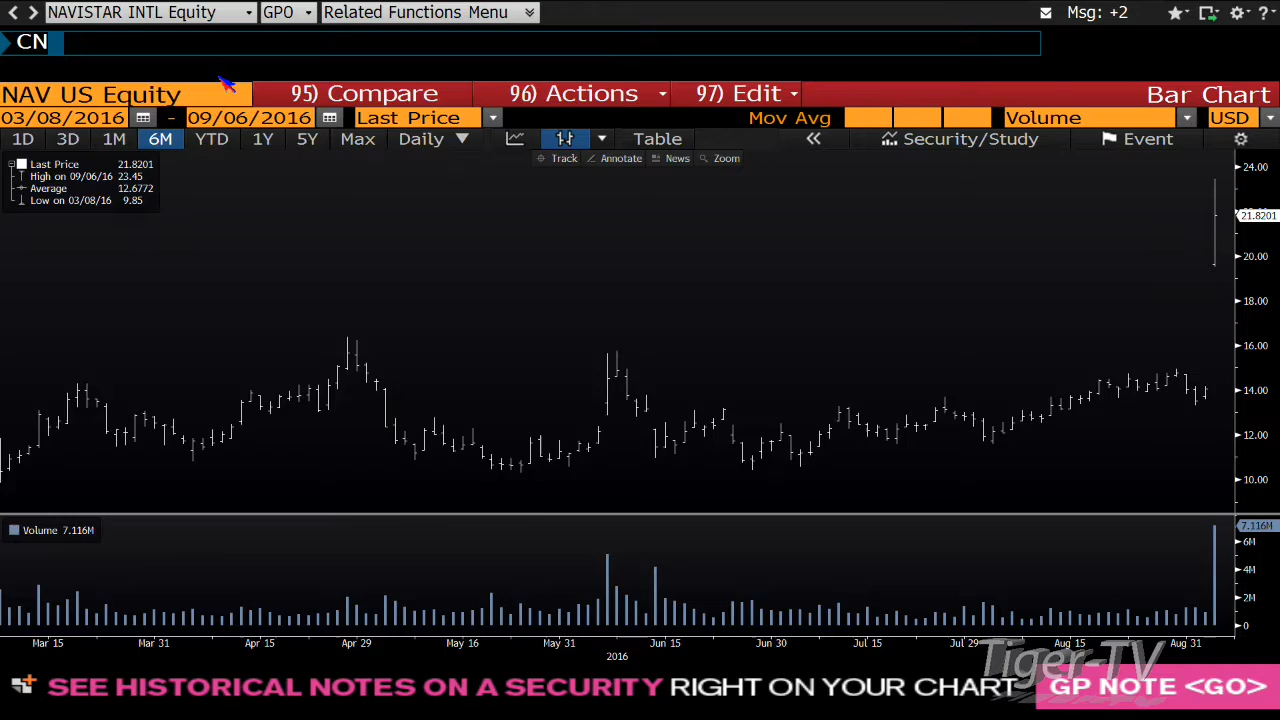 NAVISTAR INTL Equity GPO Related Functions Menu Msg: +2 ?
CN
NAV US Equity 95) Compare 96) Actions 97) Edit Bar Chart
03/08/2016 - 09/06/2016 Last Price Mov Avg Volume USD
1D 3D 1M 6M YTD 1Y 5Y Max Daily Table Security/Study Event
Track Annotate News Zoom
Last Price 21.8201
High on 09/06/16 23.45
Average 12.6772
Low on 03/08/16 9.85
24.00
21.8201
20.00
18.00
16.00
14.00
12.00
10.00
Volume 7.116M
7.116M
6M
4M
2M
0
Mar 15 Mar 31 Apr 15 Apr 29 May 16 May 31 Jun 15 Jun 30 Jul 15 Jul 29 Aug 15 Aug 31
2016
Tiger-TV
SEE HISTORICAL NOTES ON A SECURITY RIGHT ON YOUR CHART GP NOTE <GO>